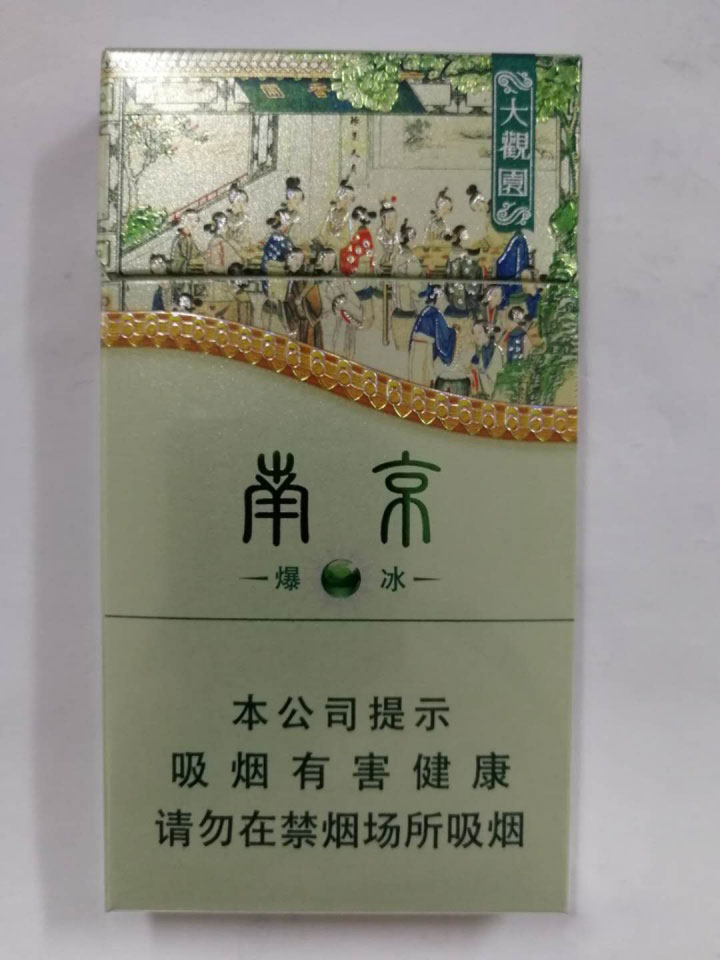 大觀園
南京
爆冰
本公司提示
吸烟有害健康
请勿在禁烟场所吸烟